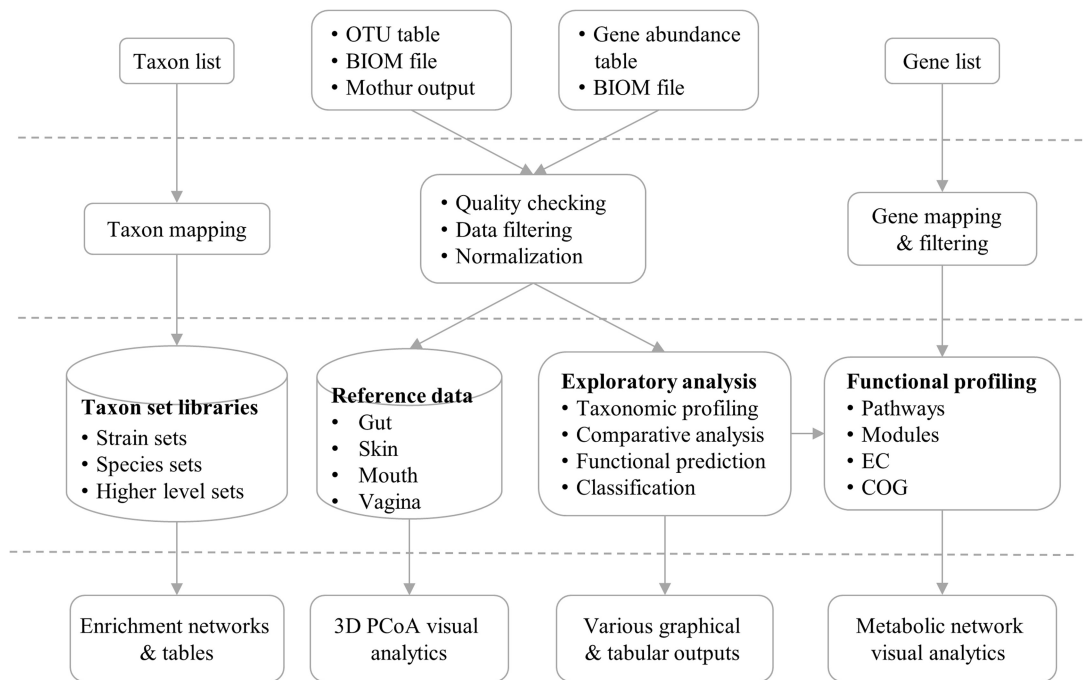 Taxon list
• OTU table
• BIOM file
• Mothur output
• Gene abundance
table
• BIOM file
Gene list
Taxon mapping
• Quality checking
• Data filtering
• Normalization
Gene mapping
& filtering
Taxon set libraries
• Strain sets
• Species sets
• Higher level sets
Reference data
• Gut
• Skin
• Mouth
• Vagina
Exploratory analysis
• Taxonomic profiling
• Comparative analysis
• Functional prediction
• Classification
Functional profiling
• Pathways
• Modules
• EC
• COG
Enrichment networks
& tables
3D PCoA visual
analytics
Various graphical
& tabular outputs
Metabolic network
visual analytics